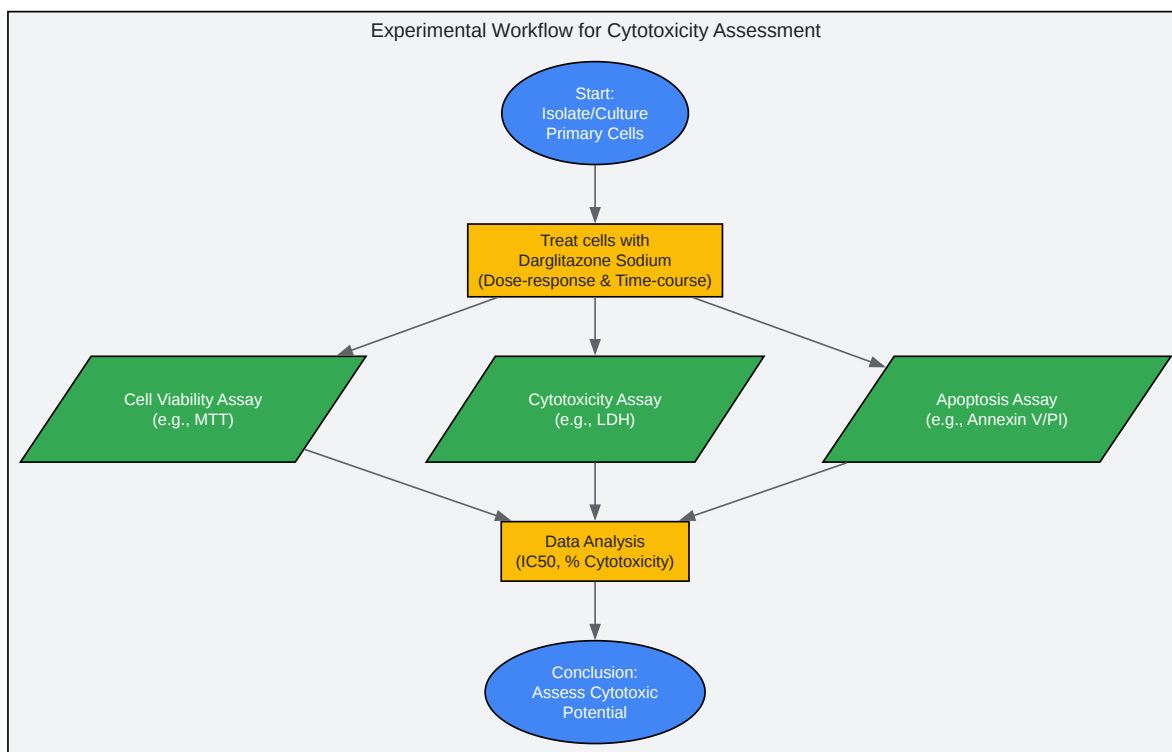 Experimental Workflow for Cytotoxicity Assessment
Start:
Isolate/Culture
Primary Cells
Treat cells with
Darglitazone Sodium
(Dose-response & Time-course)
Cell Viability Assay
(e.g., MTT)
Cytotoxicity Assay
(e.g., LDH)
Apoptosis Assay
(e.g., Annexin V/PI)
Data Analysis
(IC50, % Cytotoxicity)
Conclusion:
Assess Cytotoxic
Potential